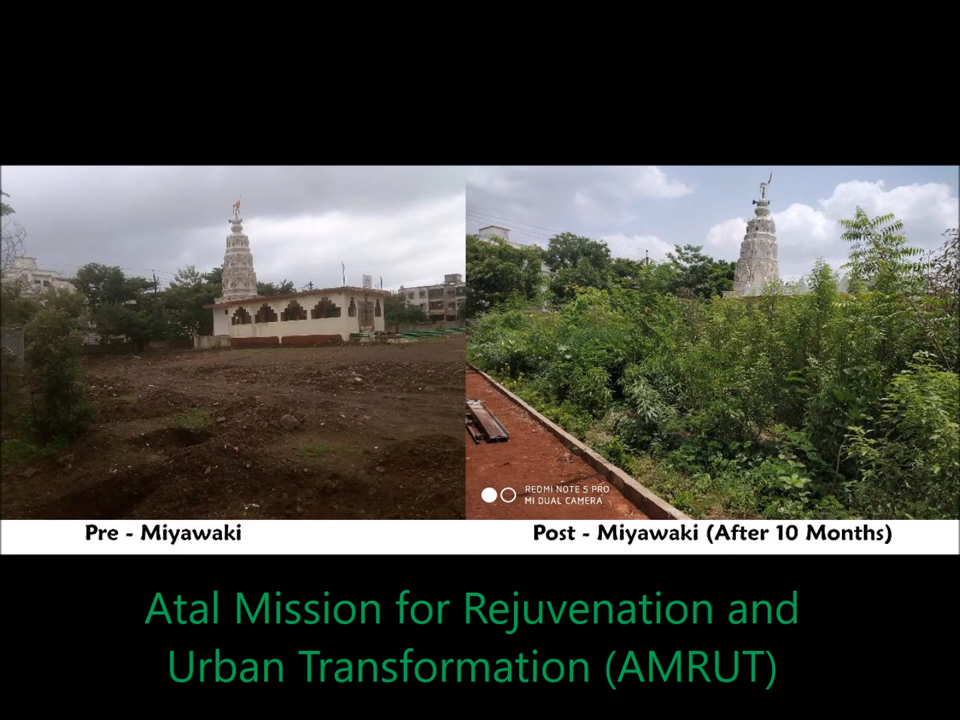 REDMI NOTE 5 PRO
MI DUAL CAMERA
Pre - Miyawaki
Post - Miyawaki (After 10 Months)
Atal Mission for Rejuvenation and
Urban Transformation (AMRUT)